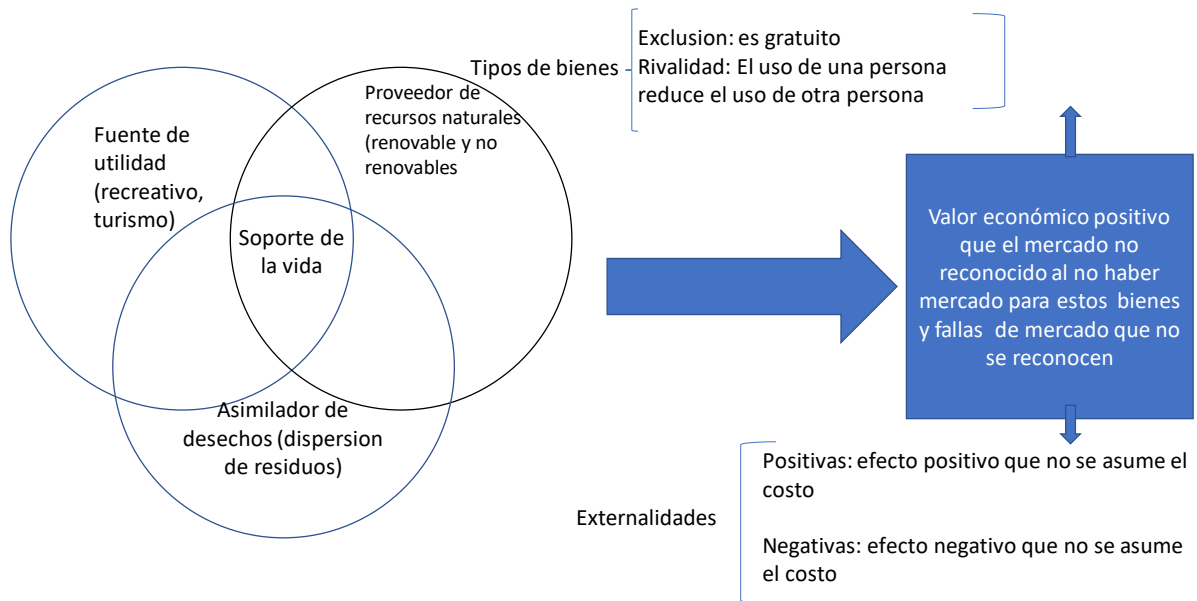 Fuente de
utilidad
(recreativo,
turismo)
Proveedor de
recursos naturales
(renovable y no
renovables
Soporte de
la vida
Asimilador de
desechos (dispersion
de residuos)
Tipos de bienes
Exclusion: es gratuito
Rivalidad: El uso de una persona
reduce el uso de otra persona
Valor económico positivo
que el mercado no
reconocido al no haber
mercado para estos bienes
y fallas de mercado que no
se reconocen
Externalidades
Positivas: efecto positivo que no se asume el
costo
Negativas: efecto negativo que no se asume
el costo